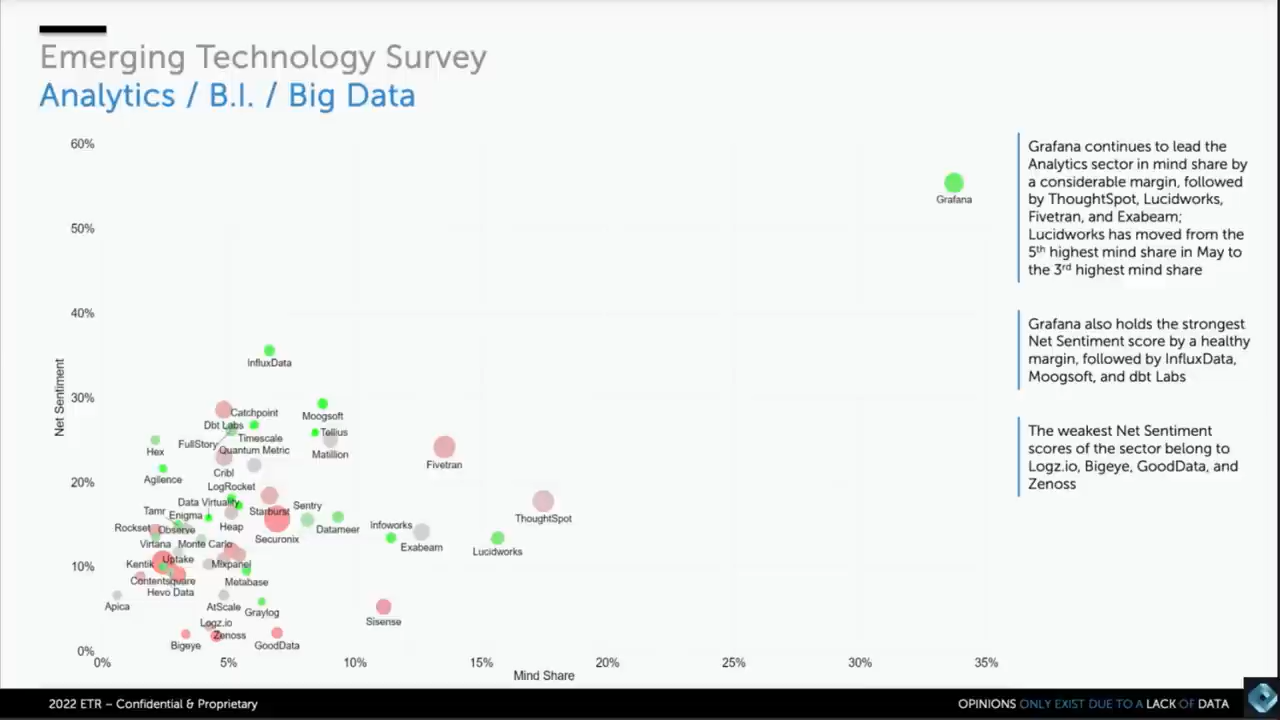 Emerging Technology Survey
Analytics / B.I. / Big Data
60%
50%
40%
30%
20%
10%
0%
Net Sentiment
0%
5%
10%
15%
20%
25%
30%
35%
Mind Share
Grafana
InfluxData
Catchpoint
Moogsoft
Dbt Labs
Tellius
FullStory
Timescale
Hex
Quantum Metric
Matillion
Fivetran
Cribl
Agilence
LogRocket
Data Virtuality
Sentry
Tamr
Enigma
Starburst
ThoughtSpot
Rockset
Observe
Heap
Datameer
Infoworks
Securonix
Virtana
Monte Carlo
Exabeam
Lucidworks
Kentik
Uptake
Mixpanel
Contentsquare
Metabase
Hevo Data
Apica
AtScale
Graylog
Sisense
Logz.io
Zenoss
Bigeye
GoodData
Grafana continues to lead the
Analytics sector in mind share by
a considerable margin, followed
by ThoughtSpot, Lucidworks,
Fivetran, and Exabeam;
Lucidworks has moved from the
5th highest mind share in May to
the 3rd highest mind share
Grafana also holds the strongest
Net Sentiment score by a healthy
margin, followed by InfluxData,
Moogsoft, and dbt Labs
The weakest Net Sentiment
scores of the sector belong to
Logz.io, Bigeye, GoodData, and
Zenoss
2022 ETR – Confidential & Proprietary
OPINIONS ONLY EXIST DUE TO A LACK OF DATA